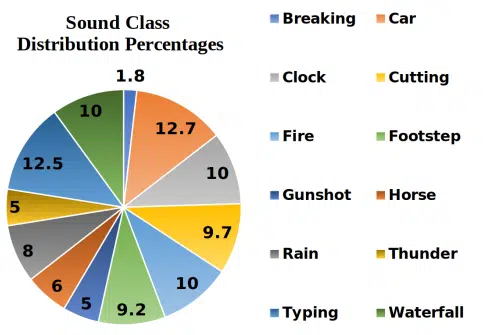 Sound Class
Distribution Percentages
1.8
12.7
10
9.7
10
9.2
5
6
8
5
12.5
10
Breaking
Car
Clock
Cutting
Fire
Footstep
Gunshot
Horse
Rain
Thunder
Typing
Waterfall